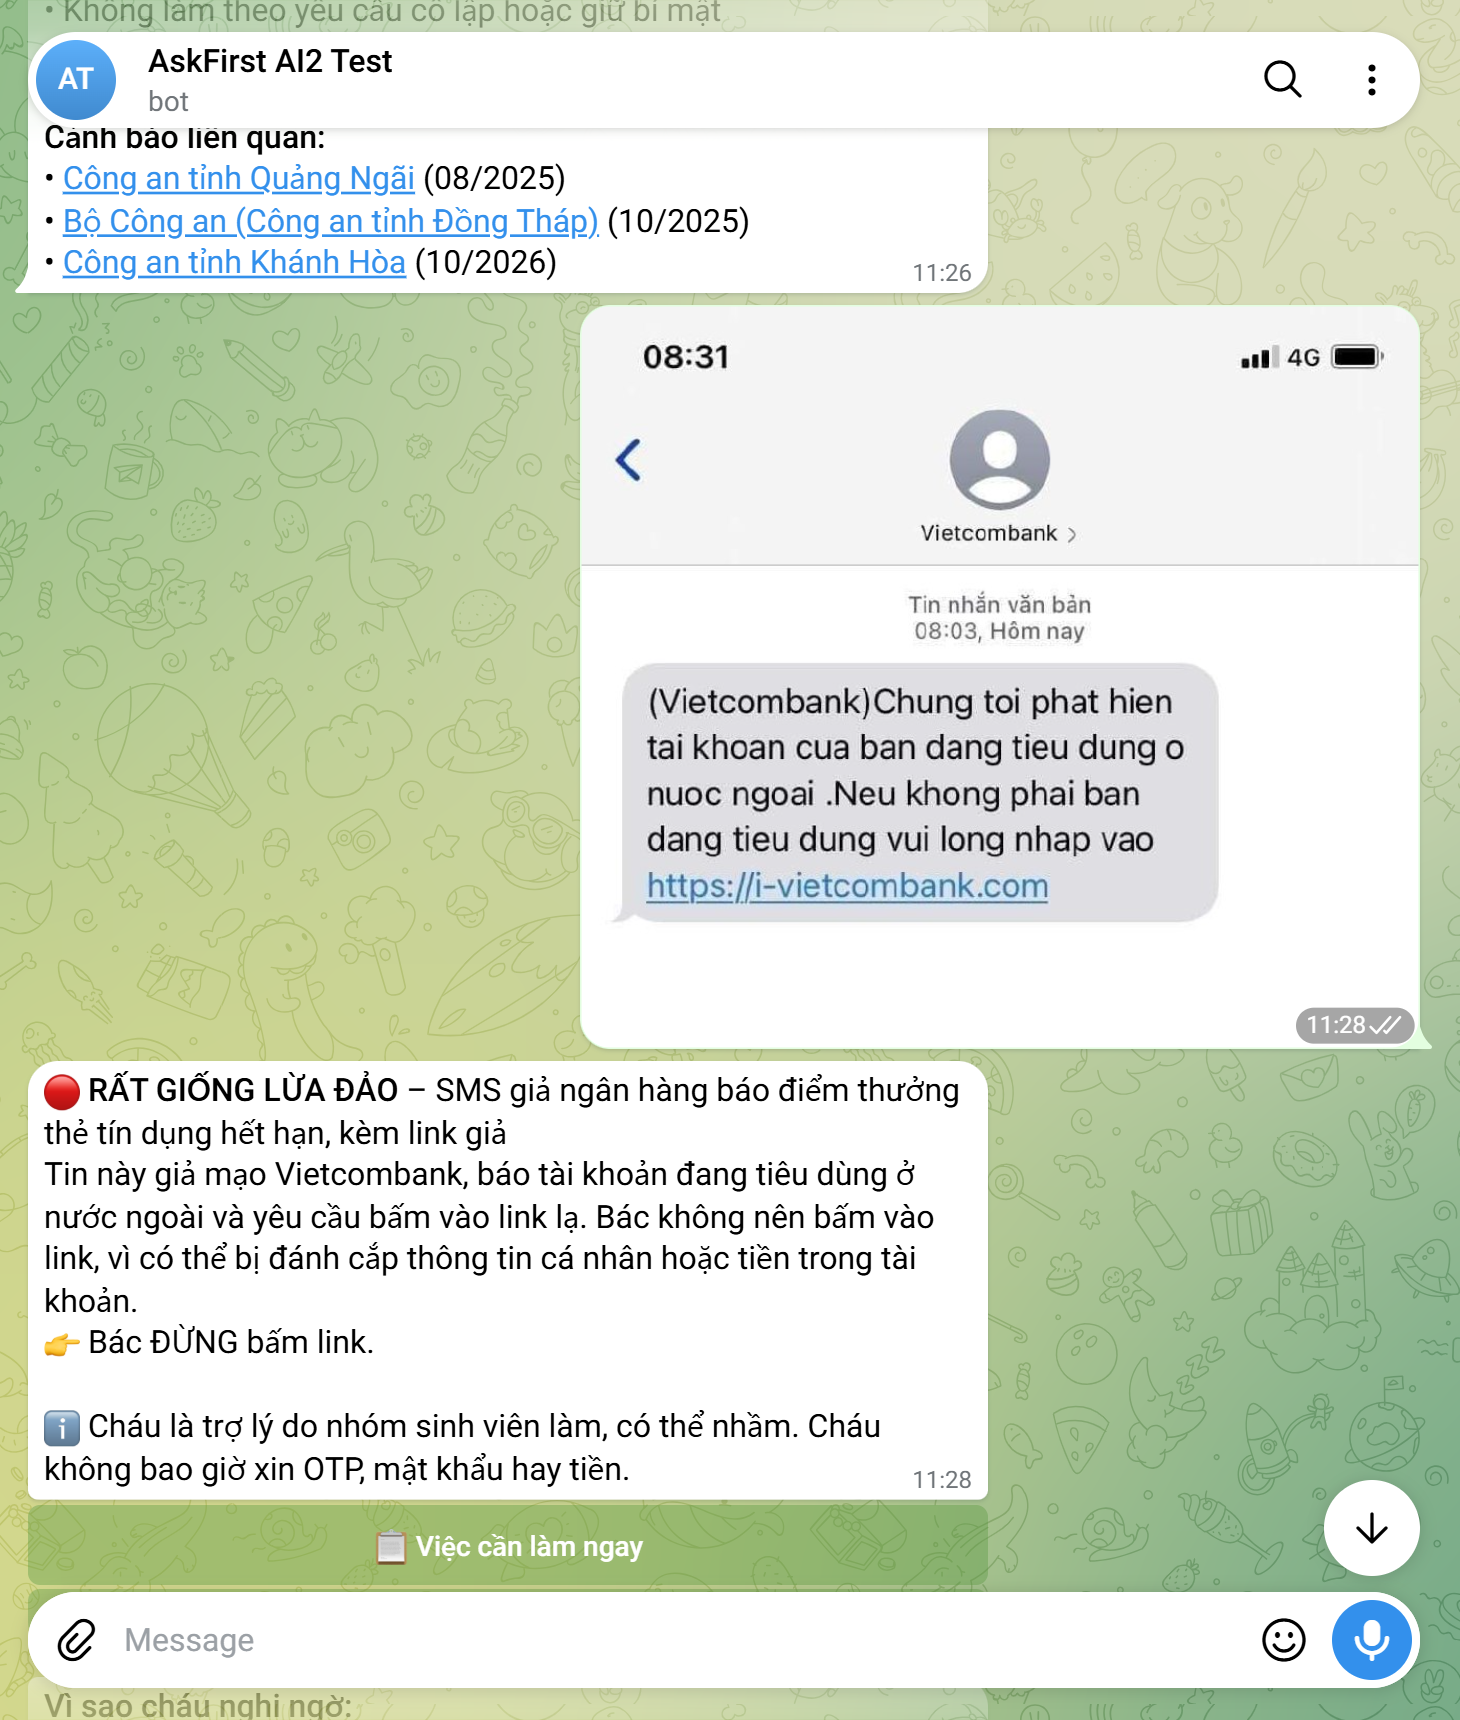 • Không làm theo yêu cầu cô lập hoặc giữ bí mật
AT
AskFirst AI2 Test
bot
Cảnh báo liên quan:
• Công an tỉnh Quảng Ngãi (08/2025)
• Bộ Công an (Công an tỉnh Đồng Tháp) (10/2025)
• Công an tỉnh Khánh Hòa (10/2026)
11:26
08:31
4G
Vietcombank
Tin nhắn văn bản
08:03, Hôm nay
(Vietcombank)Chung toi phat hien
tai khoan cua ban dang tieu dung o
nuoc ngoai .Neu khong phai ban
dang tieu dung vui long nhap vao
https://i-vietcombank.com
11:28
RẤT GIỐNG LỪA ĐẢO – SMS giả ngân hàng báo điểm thưởng
thẻ tín dụng hết hạn, kèm link giả
Tin này giả mạo Vietcombank, báo tài khoản đang tiêu dùng ở
nước ngoài và yêu cầu bấm vào link lạ. Bác không nên bấm vào
link, vì có thể bị đánh cắp thông tin cá nhân hoặc tiền trong tài
khoản.
👉 Bác ĐỪNG bấm link.
ℹ️ Cháu là trợ lý do nhóm sinh viên làm, có thể nhầm. Cháu
không bao giờ xin OTP, mật khẩu hay tiền.
11:28
📋 Việc cần làm ngay
Message
Vì sao cháu nghi ngờ: